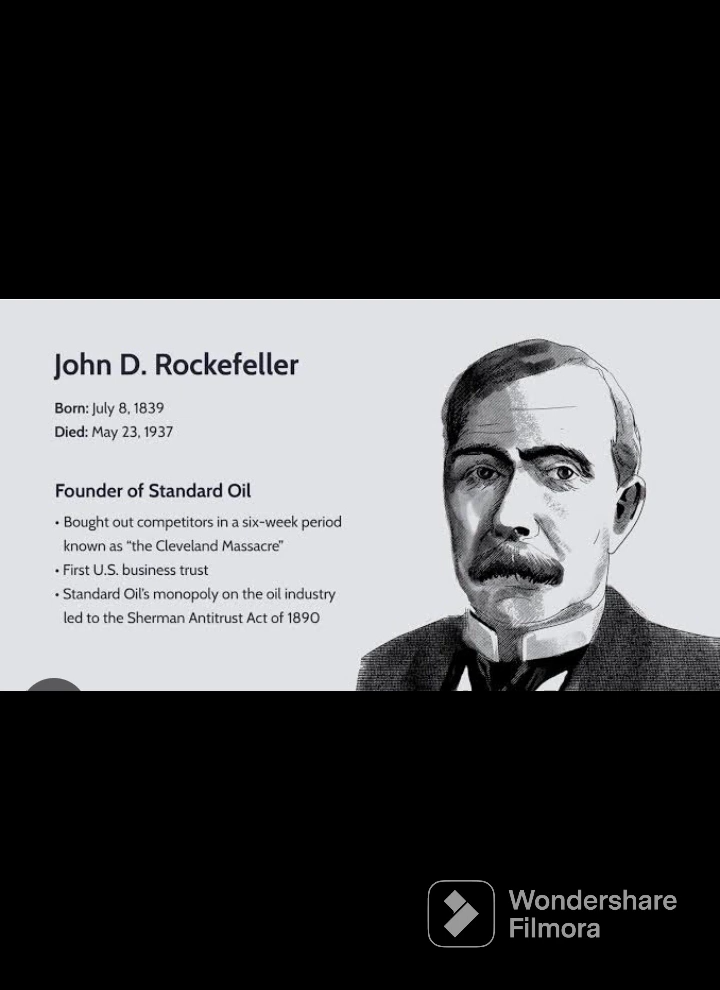 John D. Rockefeller
Born: July 8, 1839
Died: May 23, 1937
Founder of Standard Oil
• Bought out competitors in a six-week period
known as “the Cleveland Massacre”
• First U.S. business trust
• Standard Oil's monopoly on the oil industry
led to the Sherman Antitrust Act of 1890
Wondershare
Filmora